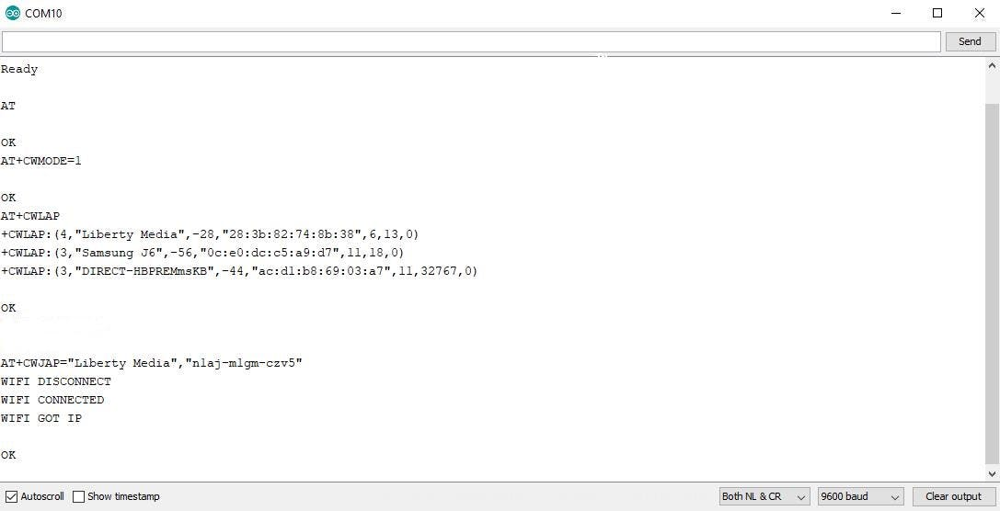 COM10
Send
Ready
AT
OK
AT+CWMODE=1
OK
AT+CWLAP
+CWLAP:(4,"Liberty Media",-28,"28:3b:82:74:8b:38",6,13,0)
+CWLAP:(3,"Samsung J6",-56,"0c:e0:dc:c5:a9:d7",11,18,0)
+CWLAP:(3,"DIRECT-HBPREMmsKB",-44,"ac:d1:b8:69:03:a7",11,32767,0)
OK
AT+CWJAP="Liberty Media","nlaj-mlgm-czv5"
WIFI DISCONNECT
WIFI CONNECTED
WIFI GOT IP
OK
Autoscroll Show timestamp Both NL & CR 9600 baud Clear output